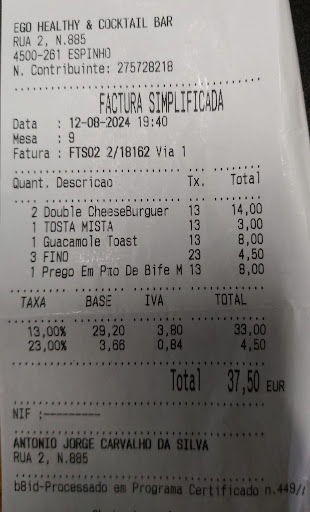 EGO HEALTHY & COCKTAIL BAR
RUA 2, N.885
4500-261 ESPINHO
N. Contribuinte: 275728218
FACTURA SIMPLIFICADA
Data : 12-08-2024 19:40
Mesa : 9
Fatura : FTS02 2/18162 Via 1
Quant. Descricao Tx. Total
2 Double CheeseBurguer 13 14,00
1 TOSTA MISTA 13 3,00
1 Guacamole Toast 13 8,00
3 FINO 23 4,50
1 Prego Em Pto De Bife M 13 8,00
TAXA BASE IVA TOTAL
13,00% 29,20 3,80 33,00
23,00% 3,66 0,84 4,50
Total 37,50 EUR
NIF :----------
ANTONIO JORGE CARVALHO DA SILVA
RUA 2, N.885
b8id-Processado em Programa Certificado n.449/